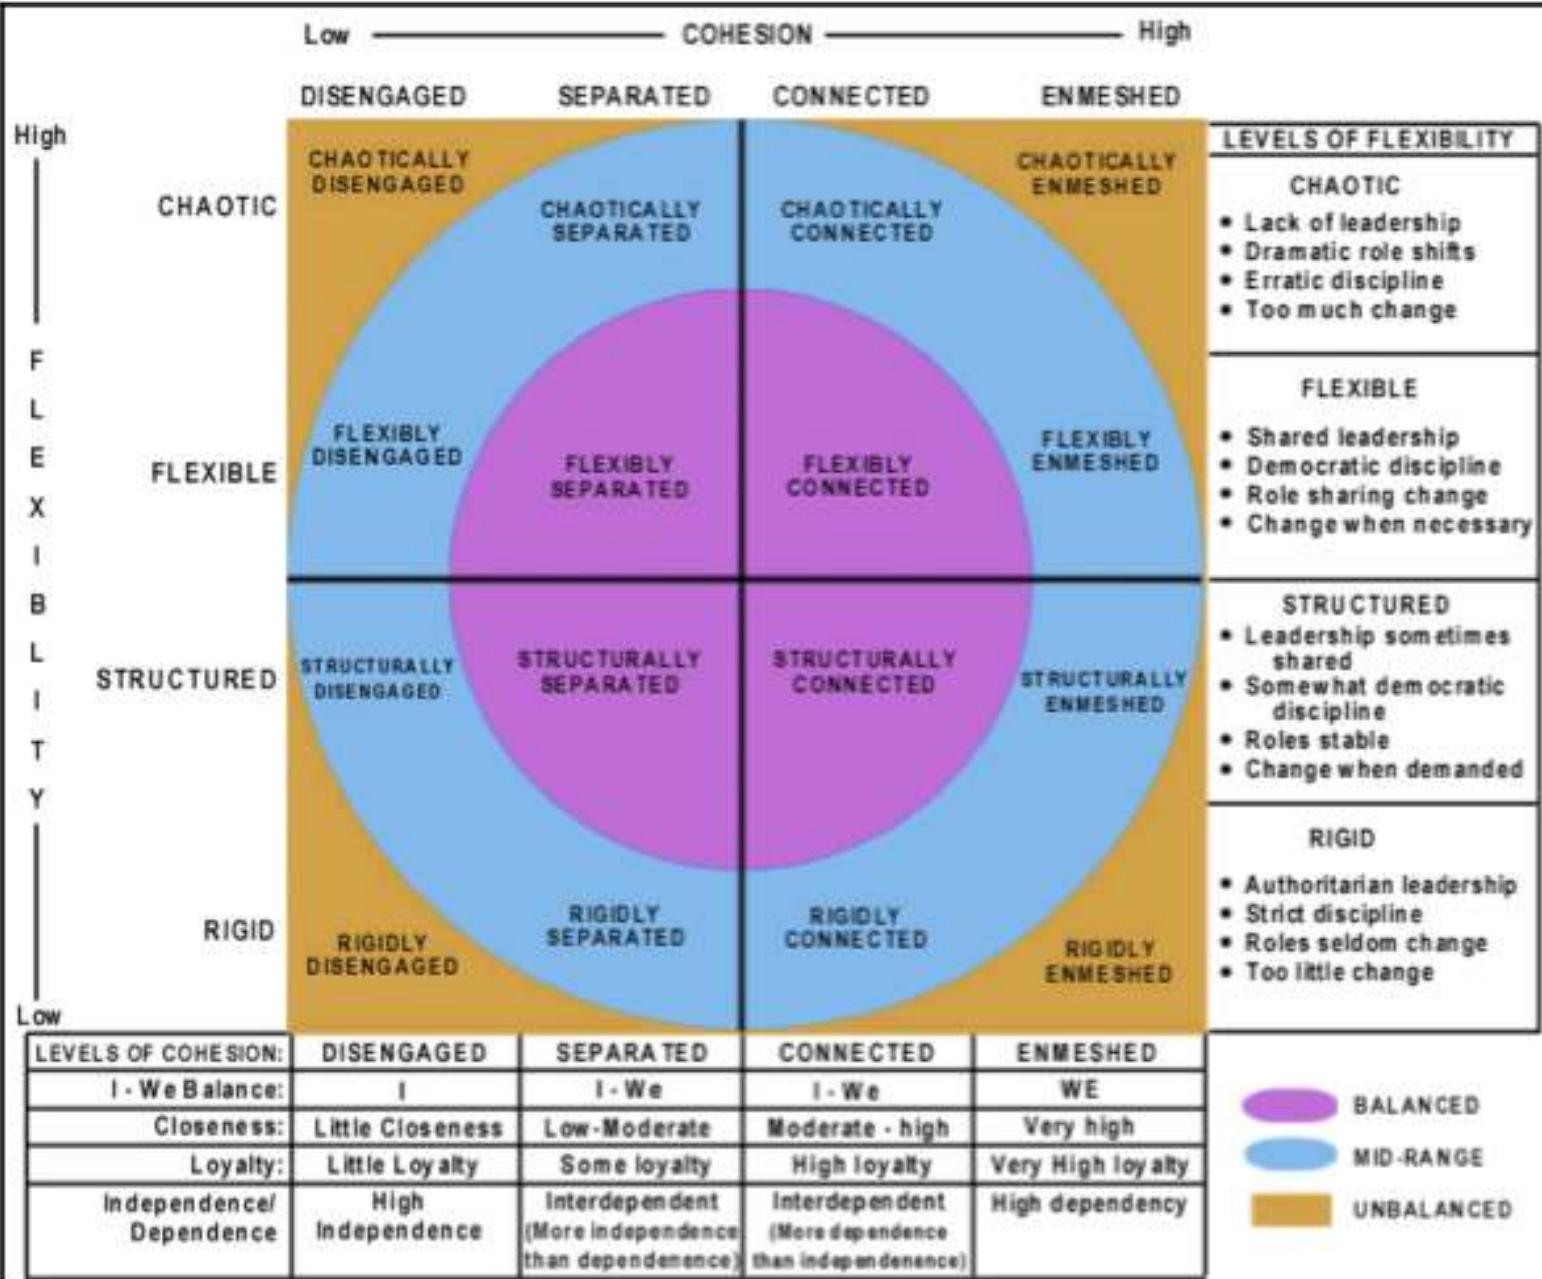 Low COHESION High
DISENGAGED SEPARATED CONNECTED ENMESHED
High
F
L
E
X
I
B
L
I
T
Y
Low
CHAOTIC
FLEXIBLE
STRUCTURED
RIGID
CHAOTICALLY
DISENGAGED
CHAOTICALLY
SEPARATED
CHAOTICALLY
CONNECTED
CHAOTICALLY
ENMESHED
FLEXIBLY
DISENGAGED
FLEXIBLY
SEPARATED
FLEXIBLY
CONNECTED
FLEXIBLY
ENMESHED
STRUCTURALLY
DISENGAGED
STRUCTURALLY
SEPARATED
STRUCTURALLY
CONNECTED
STRUCTURALLY
ENMESHED
RIGIDLY
DISENGAGED
RIGIDLY
SEPARATED
RIGIDLY
CONNECTED
RIGIDLY
ENMESHED
LEVELS OF FLEXIBILITY
CHAOTIC
• Lack of leadership
• Dramatic role shifts
• Erratic discipline
• Too much change
FLEXIBLE
• Shared leadership
• Democratic discipline
• Role sharing change
• Change when necessary
STRUCTURED
• Leadership sometimes
shared
• Somewhat democratic
discipline
• Roles stable
• Change when demanded
RIGID
• Authoritarian leadership
• Strict discipline
• Roles seldom change
• Too little change
LEVELS OF COHESION: DISENGAGED SEPARATED CONNECTED ENMESHED
I - We Balance: I I - We I - We WE
Closeness: Little Closeness Low-Moderate Moderate - high Very high
Loyalty: Little Loyalty Some loyalty High loyalty Very High loyalty
Independence/
Dependence
High
Independence
Interdependent
(More independence
than dependenence)
Interdependent
(More dependence
than independenence)
High dependency
BALANCED
MID-RANGE
UNBALANCED